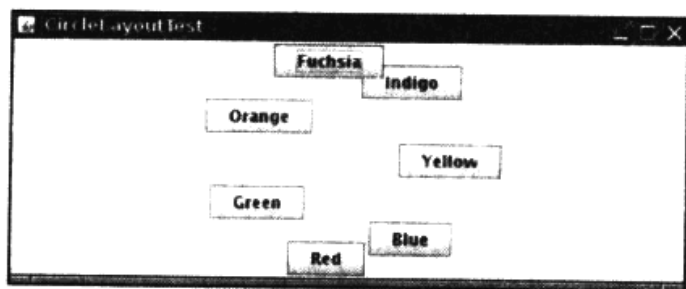 CircleLayoutTest
Fuchsia
Indigo
Orange
Yellow
Green
Blue
Red